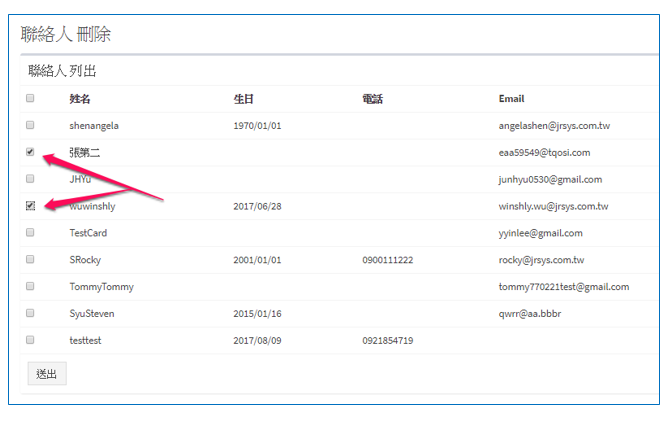 聯絡人 刪除
聯絡人 列出
姓名 生日 電話 Email
shenangela 1970/01/01 angelashen@jrsys.com.tw
張第二 eaa59549@tqosi.com
JHYu junhyu0530@gmail.com
wuwinshly 2017/06/28 winshly.wu@jrsys.com.tw
TestCard yyinlee@gmail.com
SRocky 2001/01/01 0900111222 rocky@jrsys.com.tw
TommyTommy tommy770221test@gmail.com
SyuSteven 2015/01/16 qwrr@aa.bbbr
testtest 2017/08/09 0921854719
送出